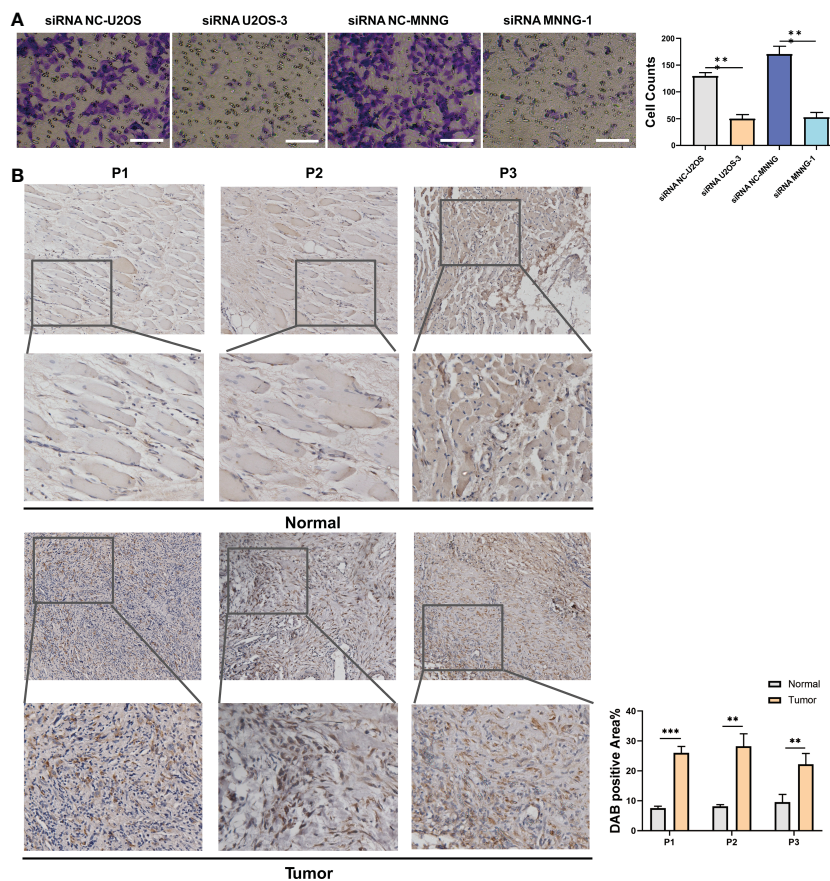 A
siRNA NC-U2OS
siRNA U2OS-3
siRNA NC-MNNG
siRNA MNNG-1
Cell Counts
200
150
100
50
0
**
*
**
*
siRNA NC-U2OS
siRNA U2OS-3
siRNA NC-MNNG
siRNA MNNG-1
B
P1
P2
P3
Normal
Tumor
Normal
Tumor
DAB positive Area%
40
30
20
10
0
***
**
**
P1
P2
P3